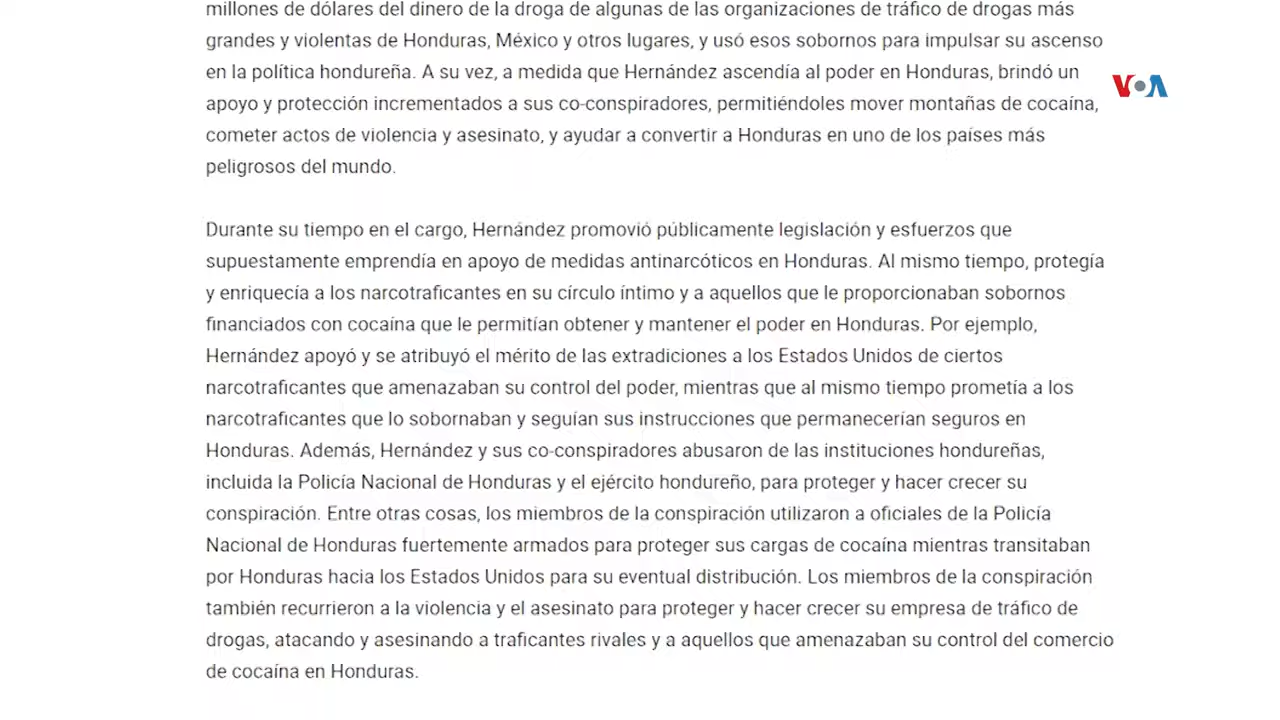 millones de dólares del dinero de la droga de algunas de las organizaciones de tráfico de drogas más
grandes y violentas de Honduras, México y otros lugares, y usó esos sobornos para impulsar su ascenso
en la política hondureña. A su vez, a medida que Hernández ascendía al poder en Honduras, brindó un
apoyo y protección incrementados a sus co-conspiradores, permitiéndoles mover montañas de cocaína,
cometer actos de violencia y asesinato, y ayudar a convertir a Honduras en uno de los países más
peligrosos del mundo.
VOA
Durante su tiempo en el cargo, Hernández promovió públicamente legislación y esfuerzos que
supuestamente emprendía en apoyo de medidas antinarcóticos en Honduras. Al mismo tiempo, protegía
y enriquecía a los narcotraficantes en su círculo íntimo y a aquellos que le proporcionaban sobornos
financiados con cocaína que le permitían obtener y mantener el poder en Honduras. Por ejemplo,
Hernández apoyó y se atribuyó el mérito de las extradiciones a los Estados Unidos de ciertos
narcotraficantes que amenazaban su control del poder, mientras que al mismo tiempo prometía a los
narcotraficantes que lo sobornaban y seguían sus instrucciones que permanecerían seguros en
Honduras. Además, Hernández y sus co-conspiradores abusaron de las instituciones hondureñas,
incluida la Policía Nacional de Honduras y el ejército hondureño, para proteger y hacer crecer su
conspiración. Entre otras cosas, los miembros de la conspiración utilizaron a oficiales de la Policía
Nacional de Honduras fuertemente armados para proteger sus cargas de cocaína mientras transitaban
por Honduras hacia los Estados Unidos para su eventual distribución. Los miembros de la conspiración
también recurrieron a la violencia y el asesinato para proteger y hacer crecer su empresa de tráfico de
drogas, atacando y asesinando a traficantes rivales y a aquellos que amenazaban su control del comercio
de cocaína en Honduras.